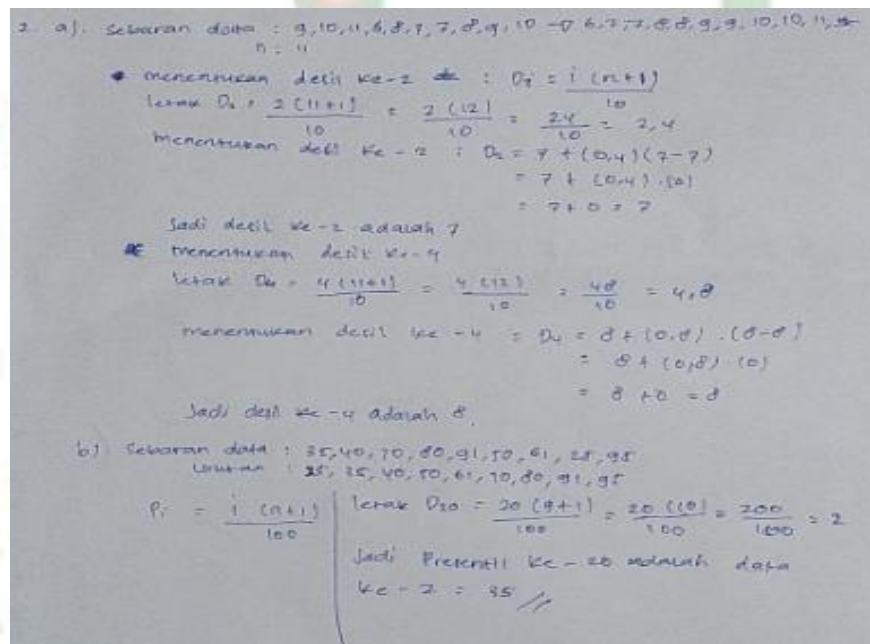 2. a). Sebaran data : 9,10,11,6,8,7,7,8,9,10 → 6,7,7,8,8,9,9,10,10,11,
n : 11
• menentukan desil ke-2 : Di = i (n+1) / 10
letak D2 = 2 (11+1) / 10 = 2 (12) / 10 = 24 / 10 = 2,4
menentukan desil ke-2 : D2 = 7 + (0,4) (7-7)
= 7 + (0,4) . (0)
= 7 + 0 = 7
Jadi desil ke-2 adalah 7
menentukan desil ke-4
letak D4 = 4 (11+1) / 10 = 4 (12) / 10 = 48 / 10 = 4,8
menentukan desil ke-4 = D4 = 8 + (0,8) . (8-8)
= 8 + (0,8) . (0)
= 8 + 0 = 8
Jadi desil ke-4 adalah 8.
b) Sebaran data : 35,40,70,80,91,50,61,25,95
Urutan : 25,35,40,50,61,70,80,91,95
Pi = i (n+1) / 100
letak D20 = 20 (9+1) / 100 = 20 (10) / 100 = 200 / 100 = 2
Jadi Presentil ke-20 adalah data
ke-2 = 35 //